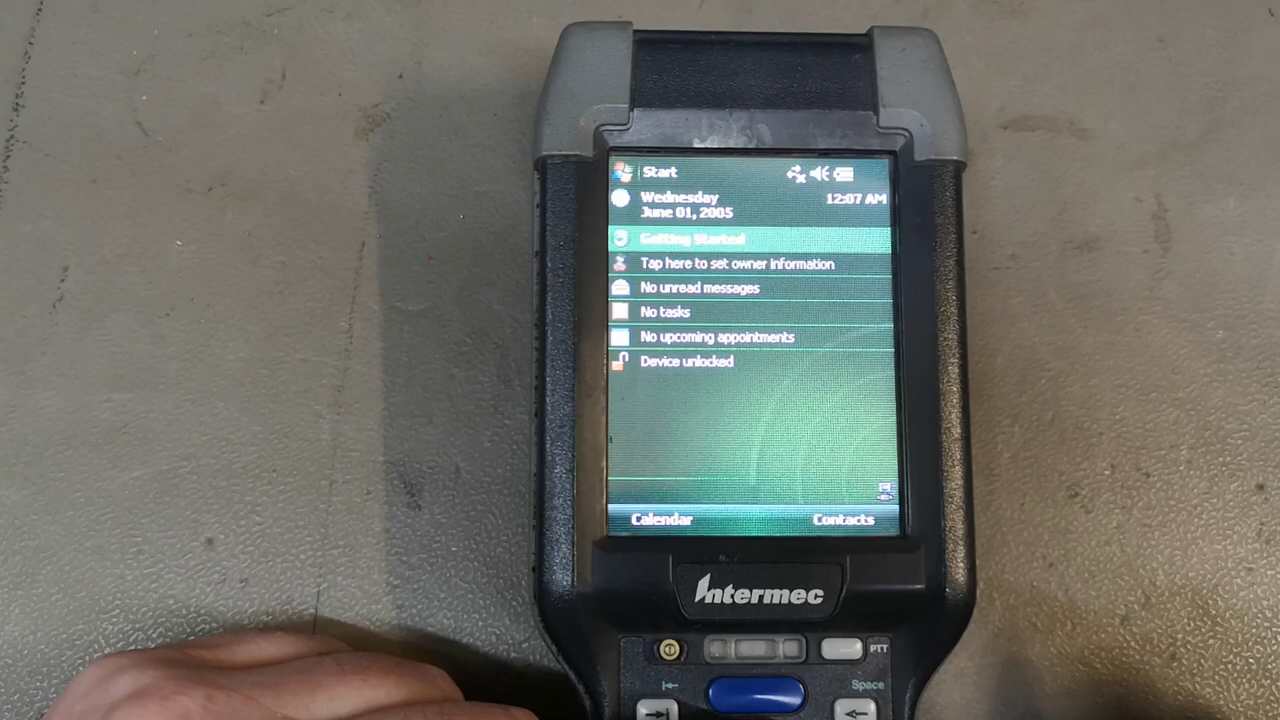 Start
Wednesday 12:07 AM
June 01, 2005
Getting Started
Tap here to set owner information
No unread messages
No tasks
No upcoming appointments
Device unlocked
Calendar Contacts
Intermec
PTT
Space